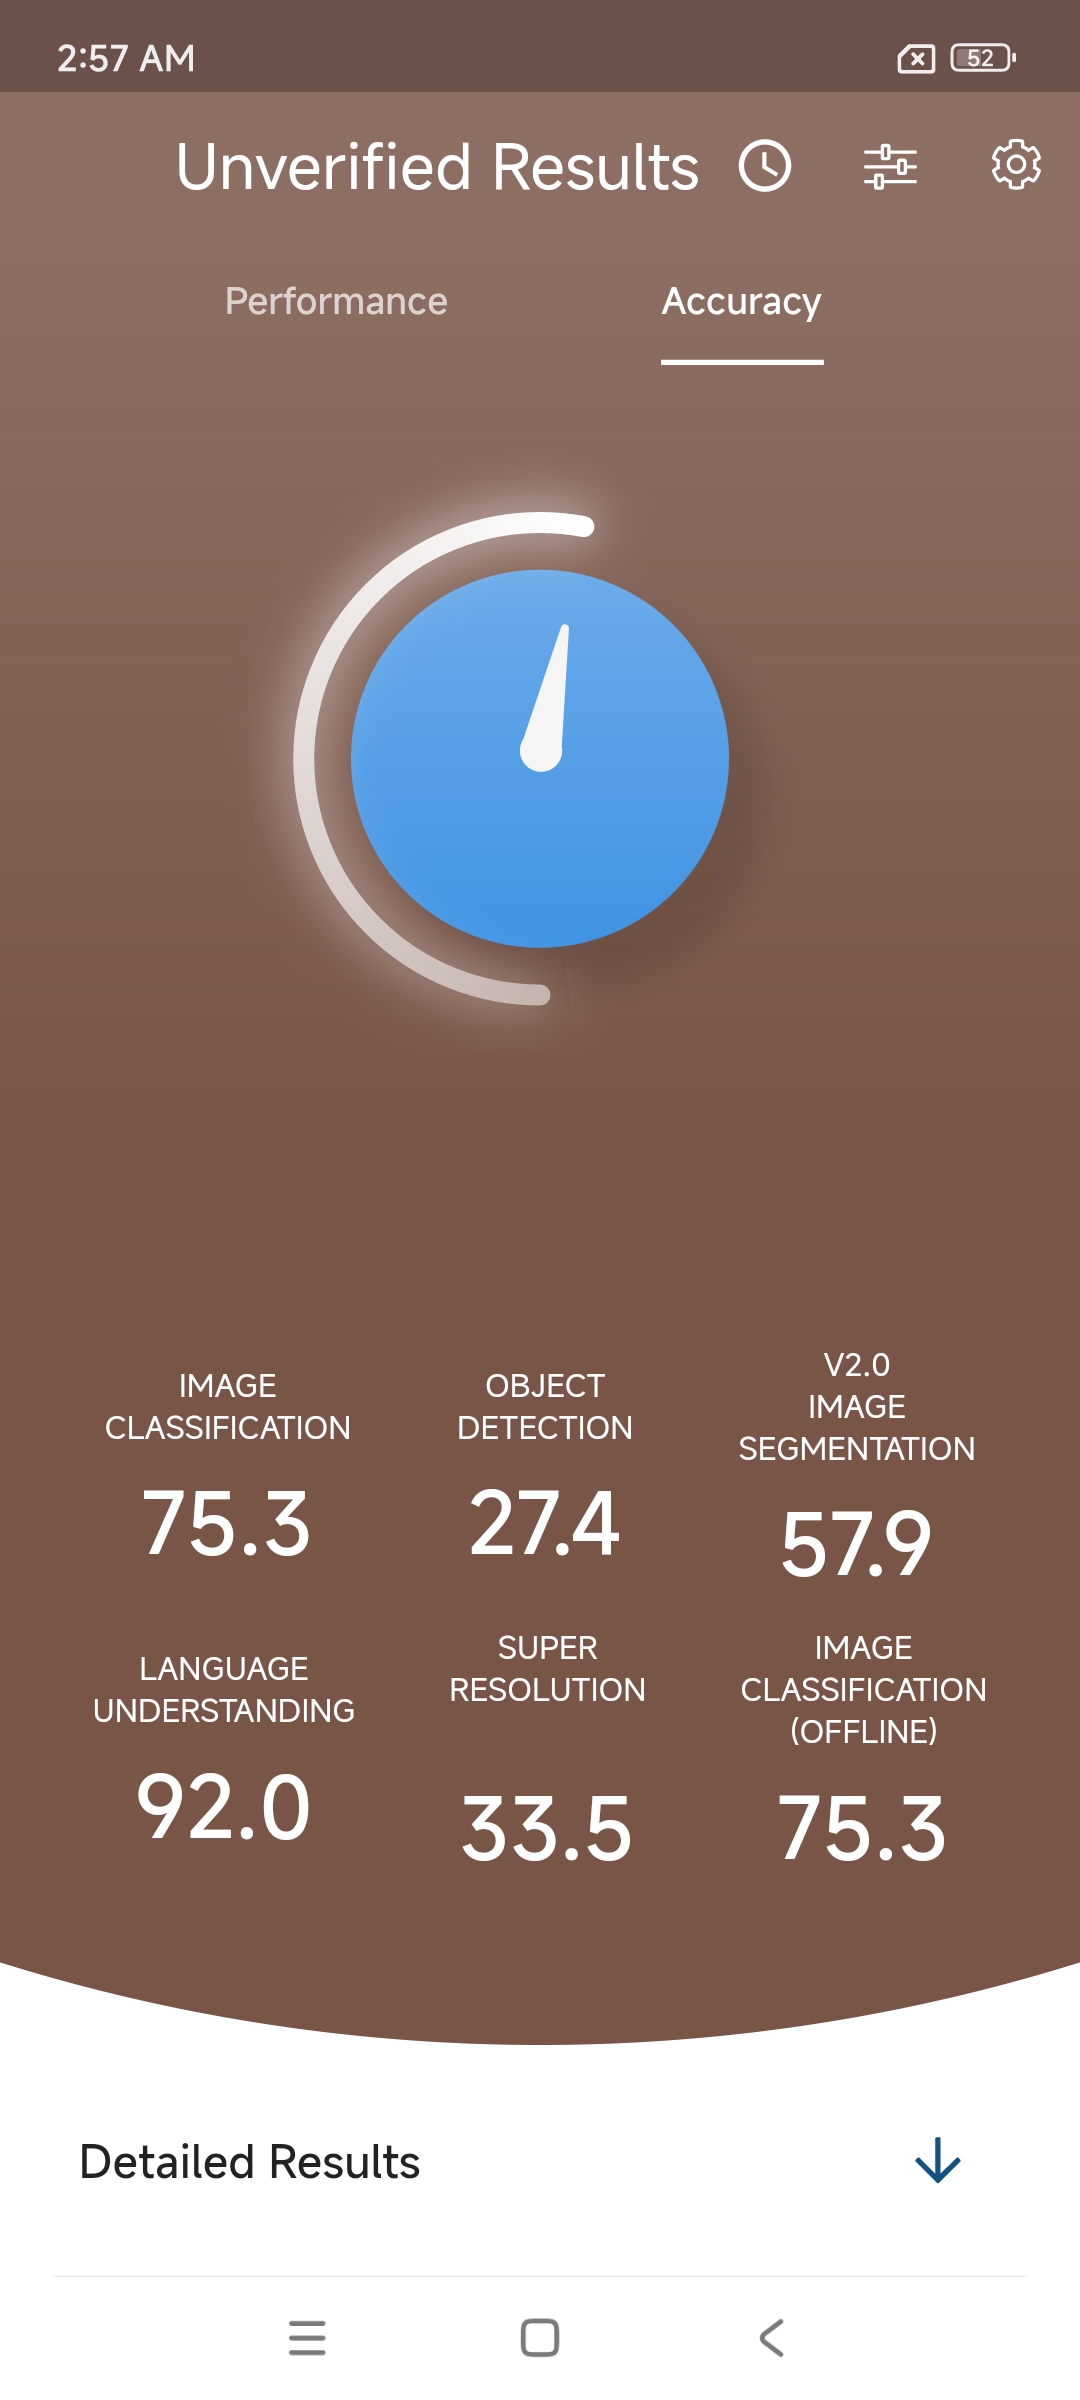 2:57 AM
52
Unverified Results
Performance
Accuracy
IMAGE
CLASSIFICATION
75.3
OBJECT
DETECTION
27.4
V2.0
IMAGE
SEGMENTATION
57.9
LANGUAGE
UNDERSTANDING
92.0
SUPER
RESOLUTION
33.5
IMAGE
CLASSIFICATION
(OFFLINE)
75.3
Detailed Results